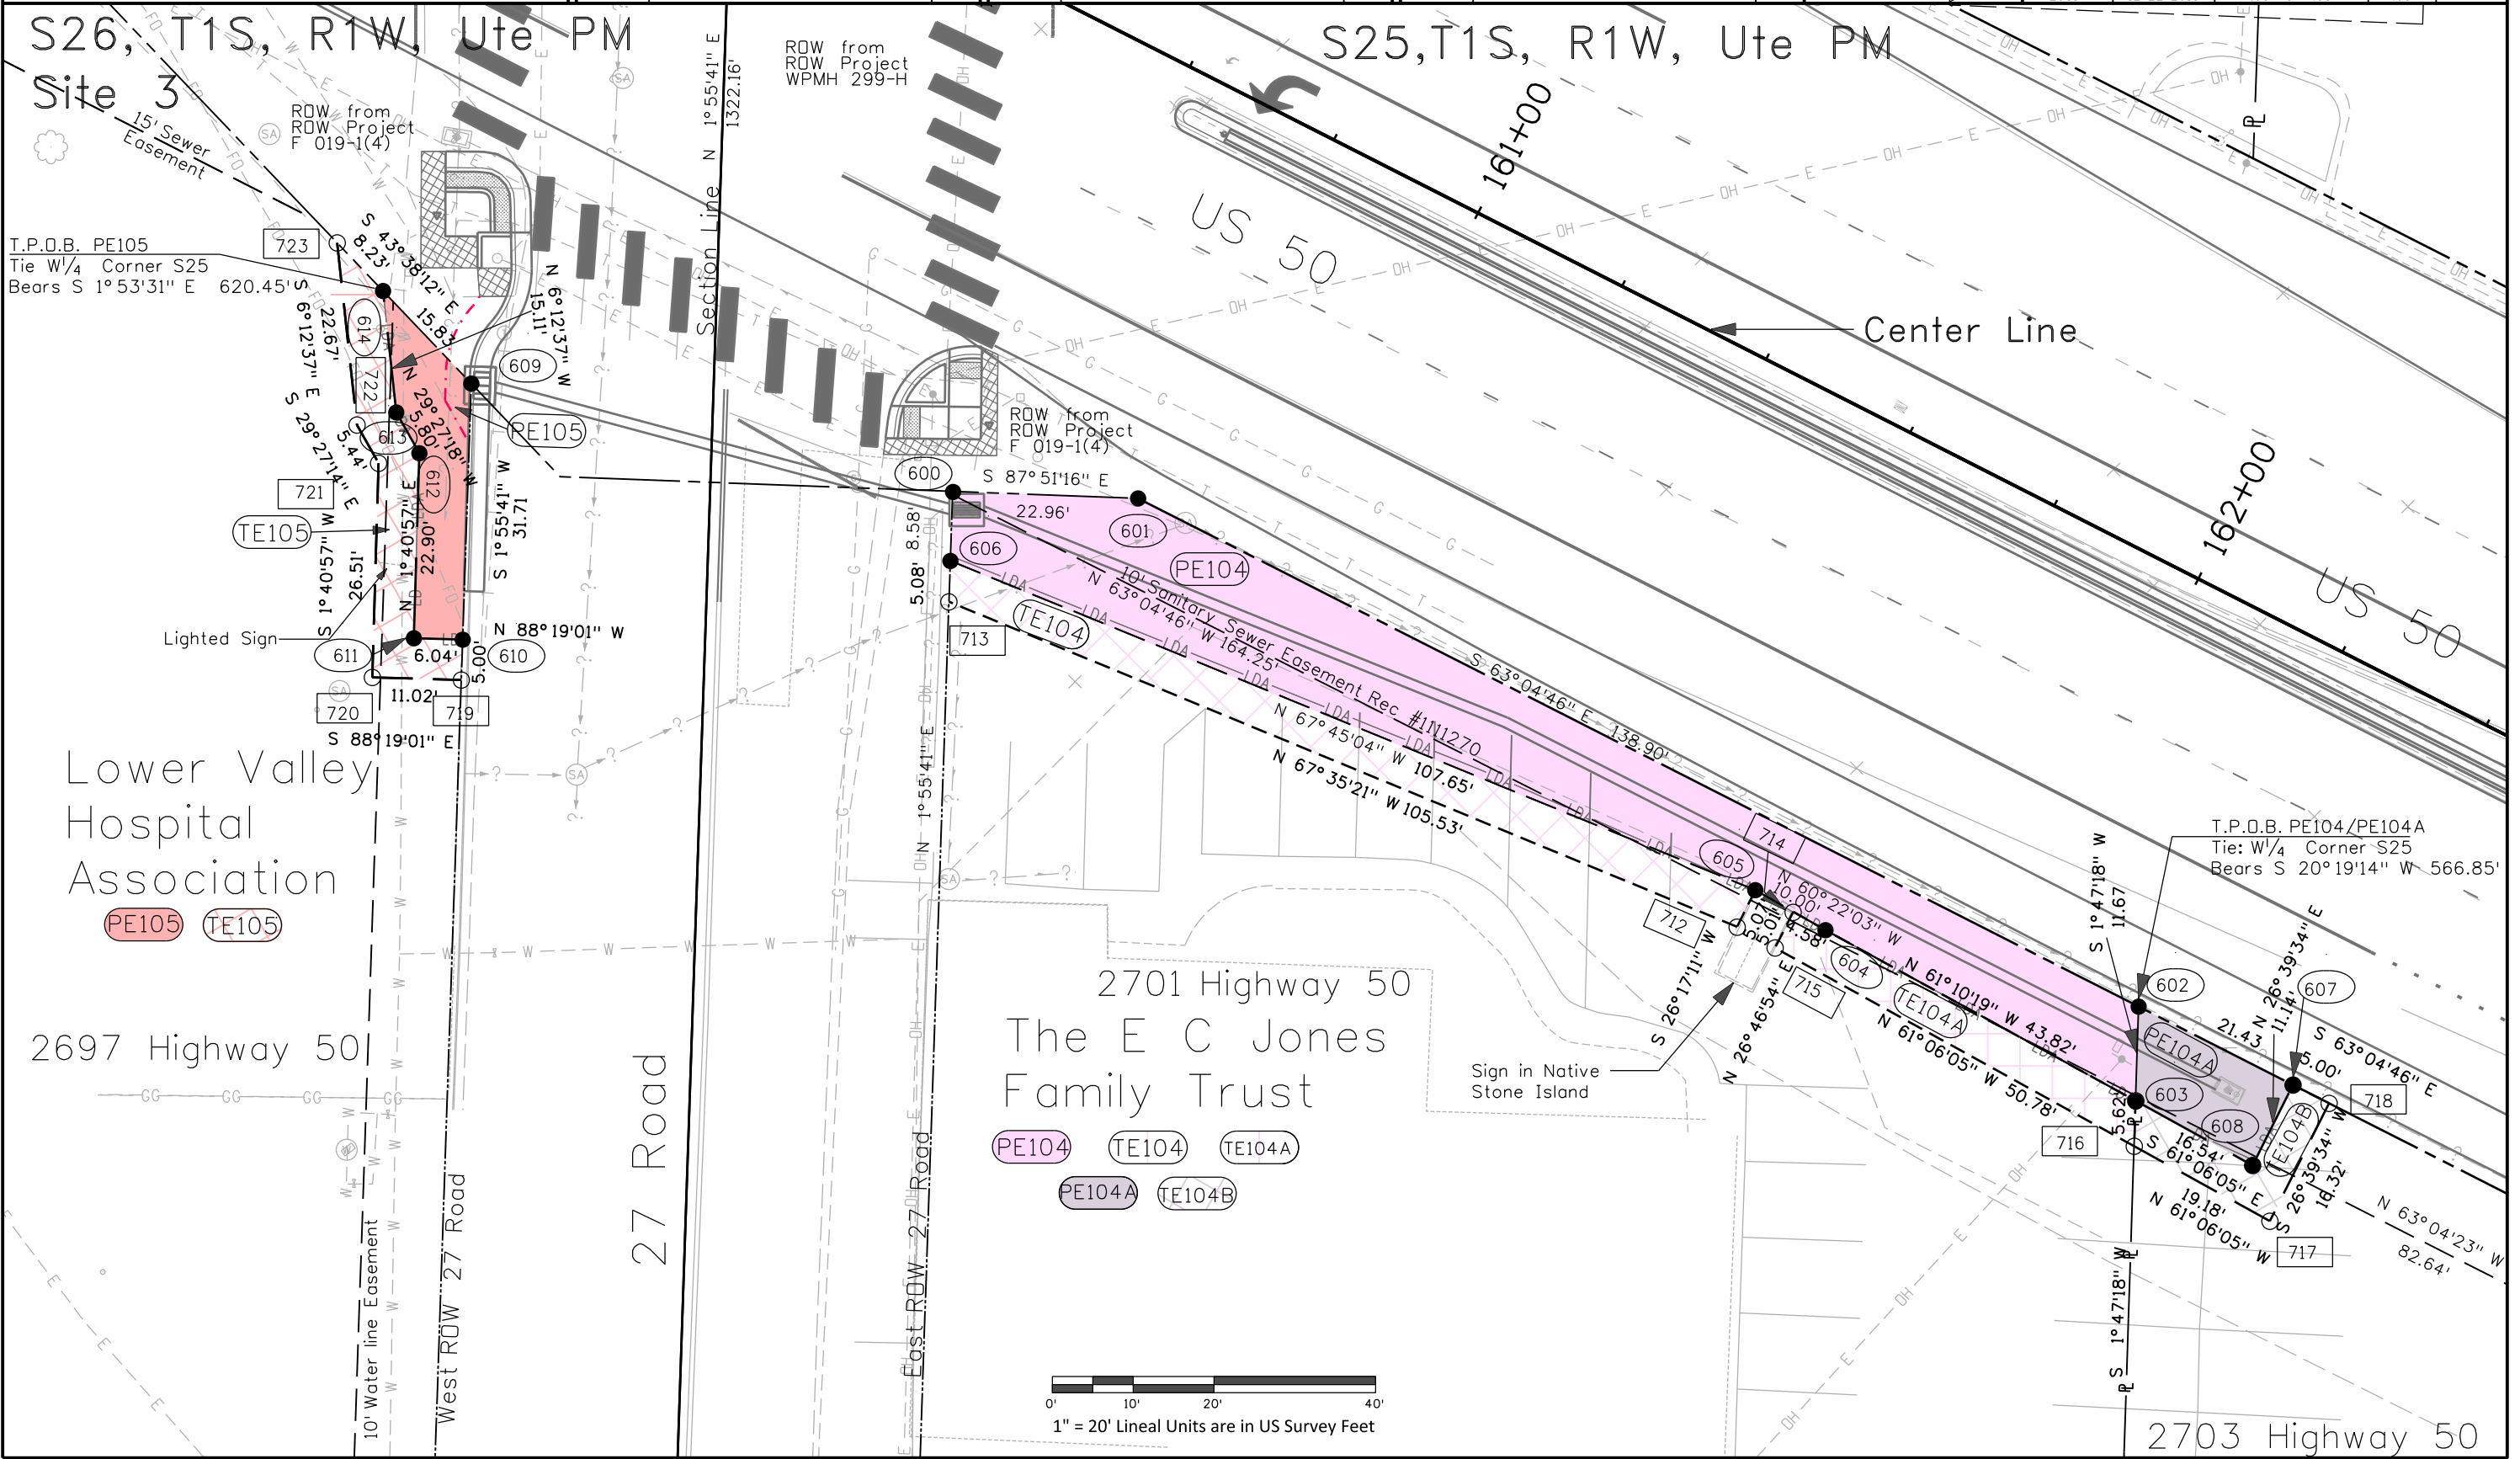 S26, T1S, R1W, Ute PM
Site 3
S25,T1S, R1W, Ute PM
ROW from
ROW Project
WPMH 299-H
ROW from
ROW Project
F 019-1(4)
15' Sewer
Easement
Section Line N 1°55'41" E
1322.16'
161+00
US 50
Center Line
162+00
US 50
T.P.O.B. PE105
Tie W1/4 Corner S25
Bears S 1°53'31" E 620.45'
723
S 43°38'12" E
8.23'
15.83'
N 6°12'37" W
15.11'
609
PE105
614
722
S 6°12'37" E
22.67'
N 29°27'18" W
5.80'
613
612
S 29°27'14" E
5.44'
721
TE105
S 1°40'57" W
26.51'
N 1°40'57" E
22.90'
S 1°55'41" W
31.71
Lighted Sign
611
6.04'
N 88°19'01" W
610
5.00'
11.02'
720
719
S 88°19'01" E
Lower Valley
Hospital
Association
PE105
TE105
2697 Highway 50
10' Water line Easement
West ROW 27 Road
27 Road
East ROW 27 Road
N 1°55'41" E
ROW from
ROW Project
F 019-1(4)
600
S 87°51'16" E
22.96'
601
8.58'
606
5.08'
713
PE104
TE104
10' Sanitary Sewer Easement Rec #1111270
N 63°04'46" W 164.25'
S 63°04'46" E 138.90'
N 67°45'04" W 107.65'
N 67°35'21" W 105.53'
714
605
N 60°22'03" W
10.00'
5.07'
5.01'
4.58'
712
604
715
S 26°17'11" W
N 26°46'54" E
TE104A
N 61°10'19" W 43.82'
N 61°06'05" W 50.78'
Sign in Native
Stone Island
T.P.O.B. PE104/PE104A
Tie: W1/4 Corner S25
Bears S 20°19'14" W 566.85'
S 1°47'18" W
11.67
602
607
N 26°39'34" E
11.14'
21.43
S 63°04'46" E
5.00'
718
PE104A
603
608
TE104B
5.62'
716
16.54'
S 61°06'05" E
19.18'
N 61°06'05" W
S 26°39'34" W
16.32'
717
N 63°04'23" W
82.64'
S 1°47'18" W
2701 Highway 50
The E C Jones
Family Trust
PE104
TE104
TE104A
PE104A
TE104B
0' 10' 20' 40'
1" = 20' Lineal Units are in US Survey Feet
2703 Highway 50